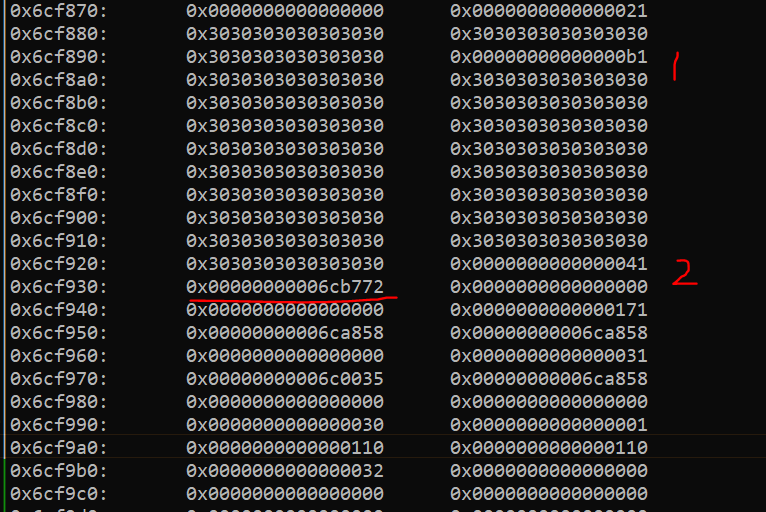 0x6cf870: 0x0000000000000000 0x0000000000000021
0x6cf880: 0x3030303030303030 0x3030303030303030
0x6cf890: 0x3030303030303030 0x00000000000000b1 1
0x6cf8a0: 0x3030303030303030 0x3030303030303030
0x6cf8b0: 0x3030303030303030 0x3030303030303030
0x6cf8c0: 0x3030303030303030 0x3030303030303030
0x6cf8d0: 0x3030303030303030 0x3030303030303030
0x6cf8e0: 0x3030303030303030 0x3030303030303030
0x6cf8f0: 0x3030303030303030 0x3030303030303030
0x6cf900: 0x3030303030303030 0x3030303030303030
0x6cf910: 0x3030303030303030 0x3030303030303030
0x6cf920: 0x3030303030303030 0x0000000000000041
0x6cf930: 0x00000000006cb772 0x0000000000000000 2
0x6cf940: 0x0000000000000000 0x0000000000000171
0x6cf950: 0x00000000006ca858 0x00000000006ca858
0x6cf960: 0x0000000000000000 0x0000000000000031
0x6cf970: 0x00000000006c0035 0x00000000006ca858
0x6cf980: 0x0000000000000000 0x0000000000000000
0x6cf990: 0x0000000000000030 0x0000000000000001
0x6cf9a0: 0x0000000000000110 0x0000000000000110
0x6cf9b0: 0x0000000000000032 0x0000000000000000
0x6cf9c0: 0x0000000000000000 0x0000000000000000